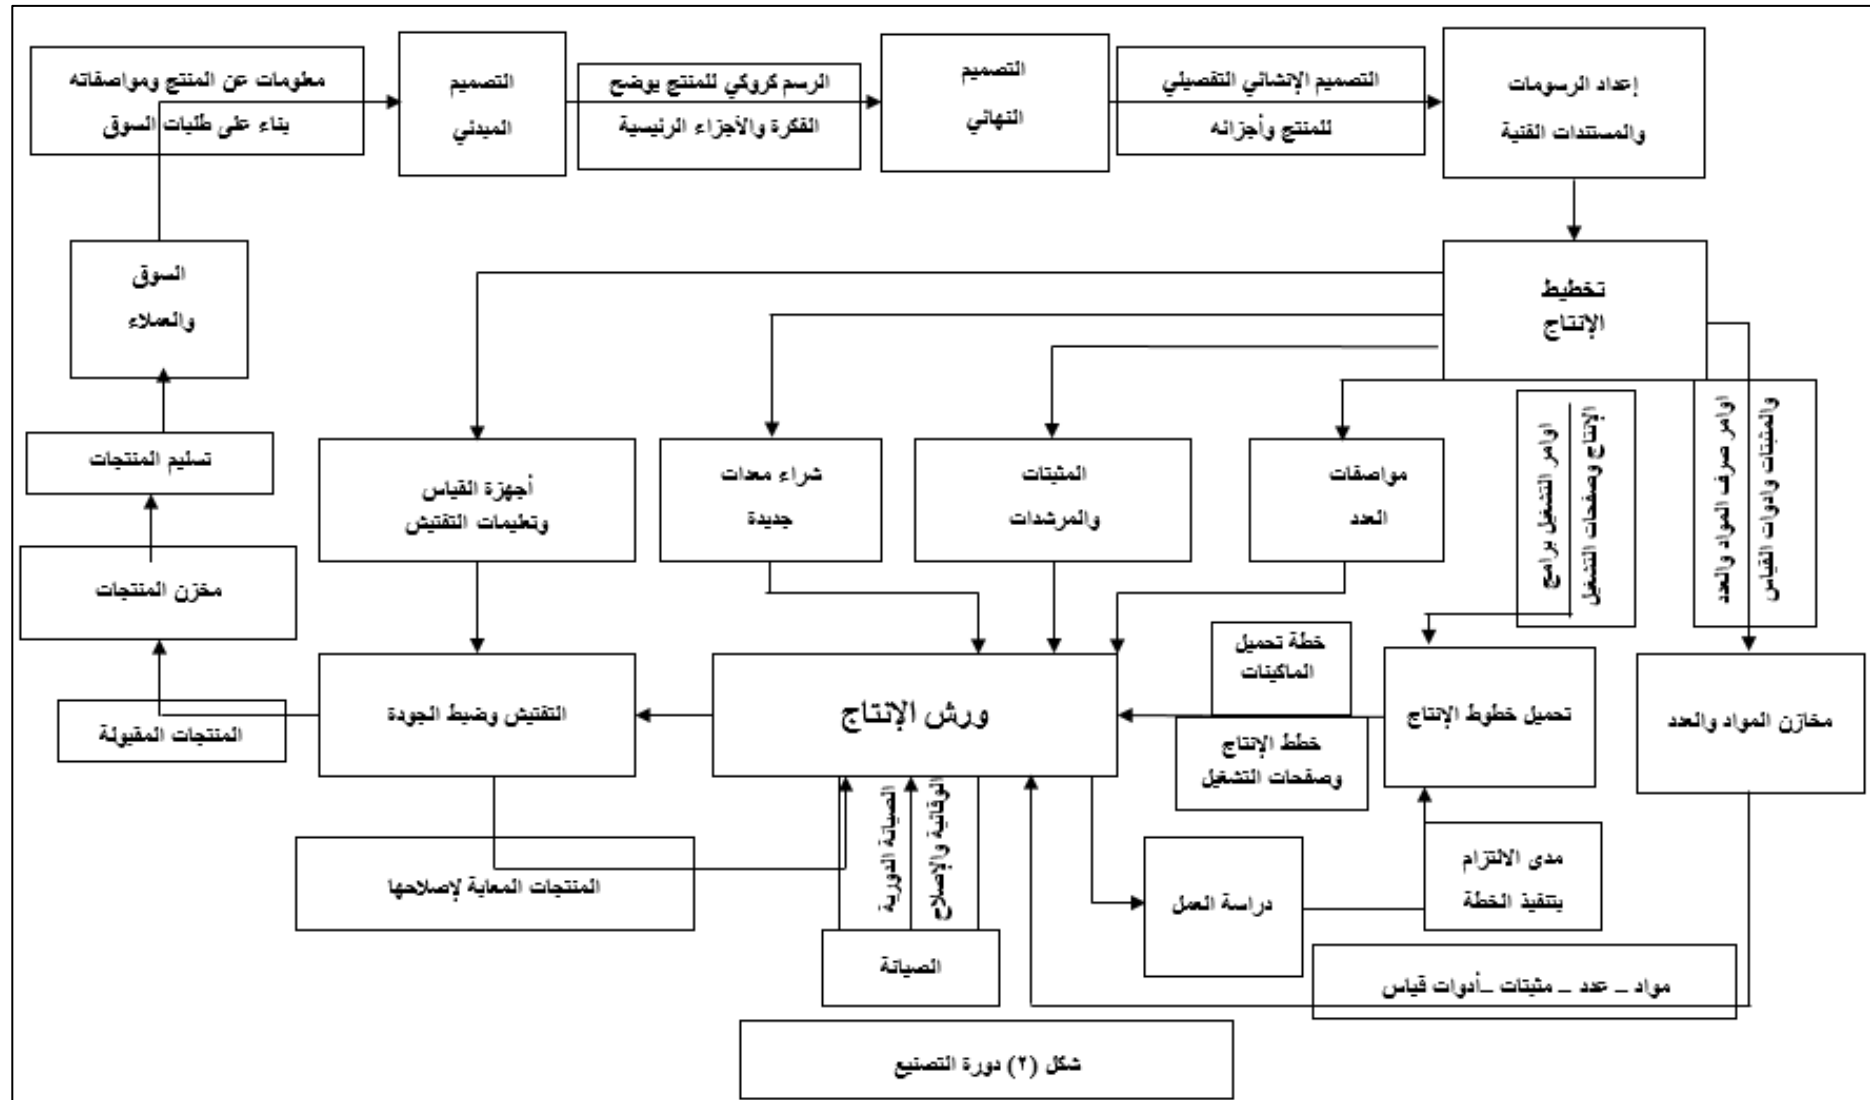 معلومات عن المنتج ومواصفاته
بناء على طلبات السوق
التصميم
المبدئي
الرسم كروكي للمنتج يوضح
الفكرة والأجزاء الرئيسية
التصميم
النهائي
التصميم الإنشائي التفصيلي
للمنتج وأجزائه
إعداد الرسومات
والمستندات الفنية
السوق
والعملاء
تخطيط
الإنتاج
تسليم المنتجات
أجهزة القياس
وتعليمات التفتيش
شراء معدات
جديدة
المثبتات
والمرشدات
مواصفات
العدد
اوامر التشغيل برامج
الإنتاج وصفحات التشغيل
اوامر صرف المواد والعدد
والمثبتات وادوات القياس
مخزن المنتجات
المنتجات المقبولة
التفتيش وضبط الجودة
ورش الإنتاج
خطة تحميل
الماكينات
خطط الإنتاج
وصفحات التشغيل
تحميل خطوط الإنتاج
مخازن المواد والعدد
المنتجات المعابة لإصلاحها
الصيانة الدورية
الوقائية والإصلاح
الصيانة
دراسة العمل
مدى الالتزام
بتنفيذ الخطة
مواد – عدد – مثبتات – أدوات قياس
شكل (٢) دورة التصنيع